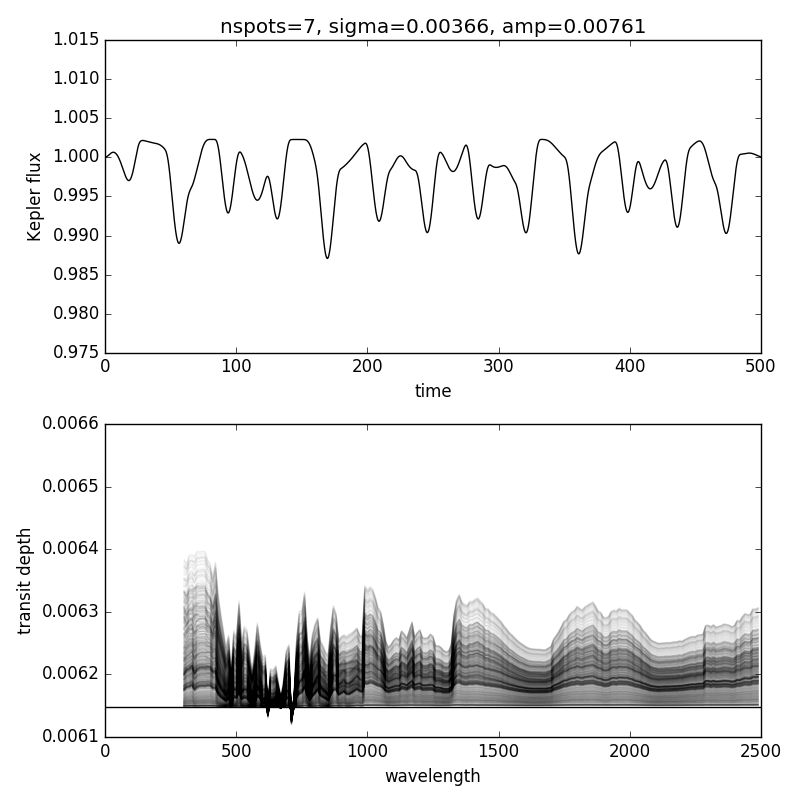 nspots=7, sigma=0.00366, amp=0.00761
1.015
1.010
1.005
1.000
0.995
0.990
0.985
0.980
0.975
Kepler flux
0 100 200 300 400 500
time
0.0066
0.0065
0.0064
0.0063
0.0062
0.0061
transit depth
0 500 1000 1500 2000 2500
wavelength